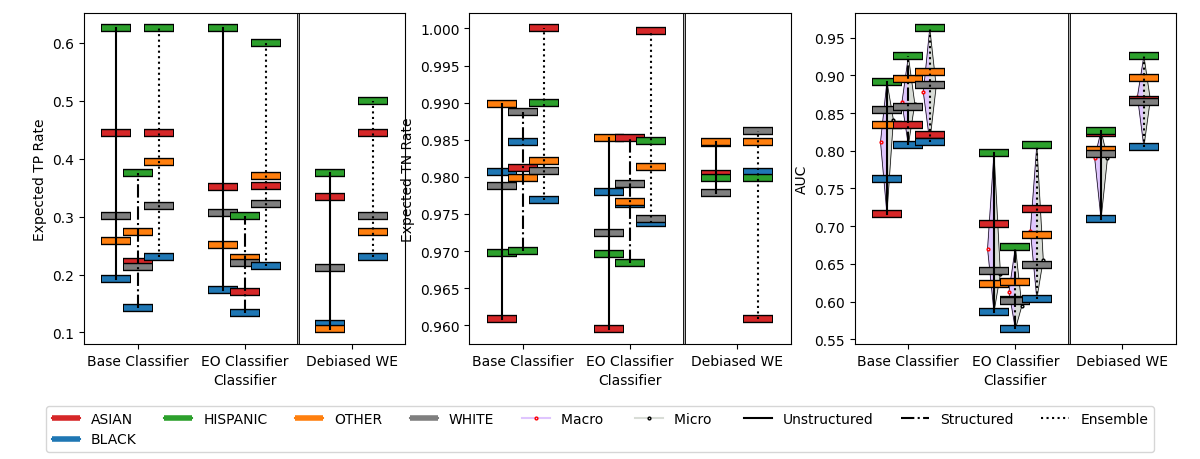 0.6
0.5
0.4
0.3
0.2
0.1
Expected TP Rate
Base Classifier
EO Classifier
Debiased WE
Classifier
1.000
0.995
0.990
0.985
0.980
0.975
0.970
0.965
0.960
Expected TN Rate
Base Classifier
EO Classifier
Debiased WE
Classifier
0.95
0.90
0.85
0.80
0.75
0.70
0.65
0.60
0.55
AUC
Base Classifier
EO Classifier
Debiased WE
Classifier
ASIAN HISPANIC OTHER WHITE Macro Micro Unstructured Structured Ensemble
BLACK